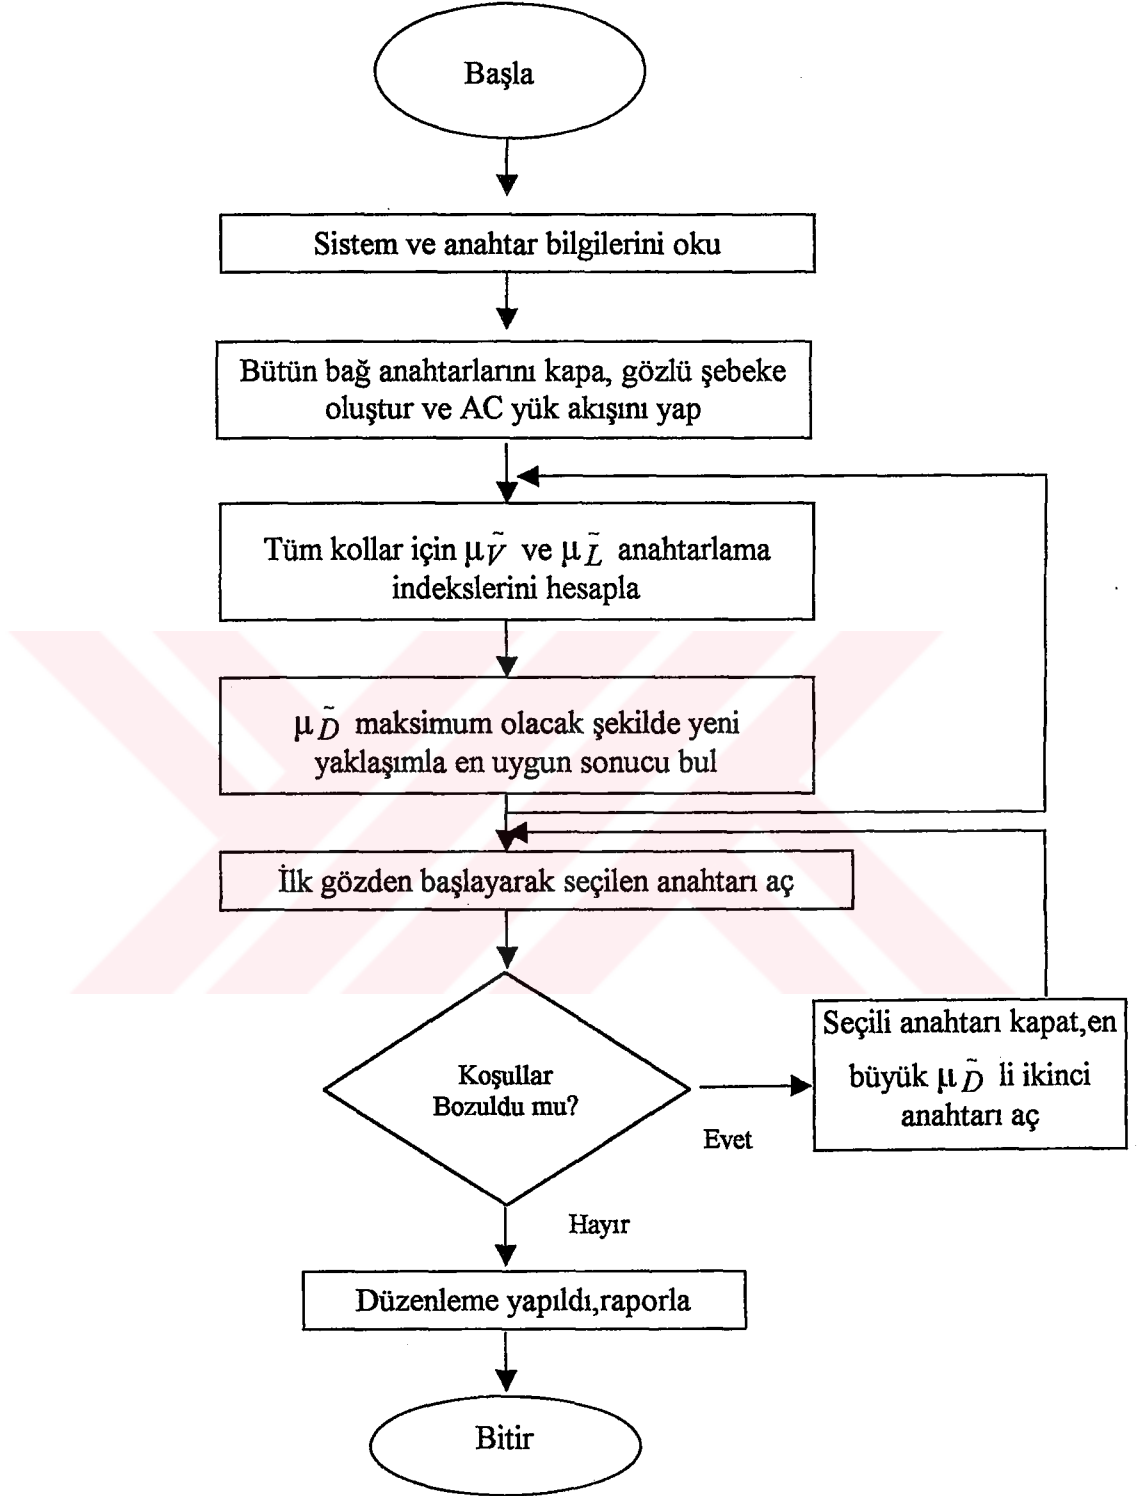 Başla
Sistem ve anahtar bilgilerini oku
Bütün bağ anahtarlarını kapa, gözlü şebeke
oluştur ve AC yük akışını yap
Tüm kollar için μṼ ve μL̃ anahtarlama
indekslerini hesapla
μD̃ maksimum olacak şekilde yeni
yaklaşımla en uygun sonucu bul
İlk gözden başlayarak seçilen anahtarı aç
Koşullar
Bozuldu mu?
Evet
Seçili anahtarı kapat,en
büyük μD̃ li ikinci
anahtarı aç
Hayır
Düzenleme yapıldı,raporla
Bitir